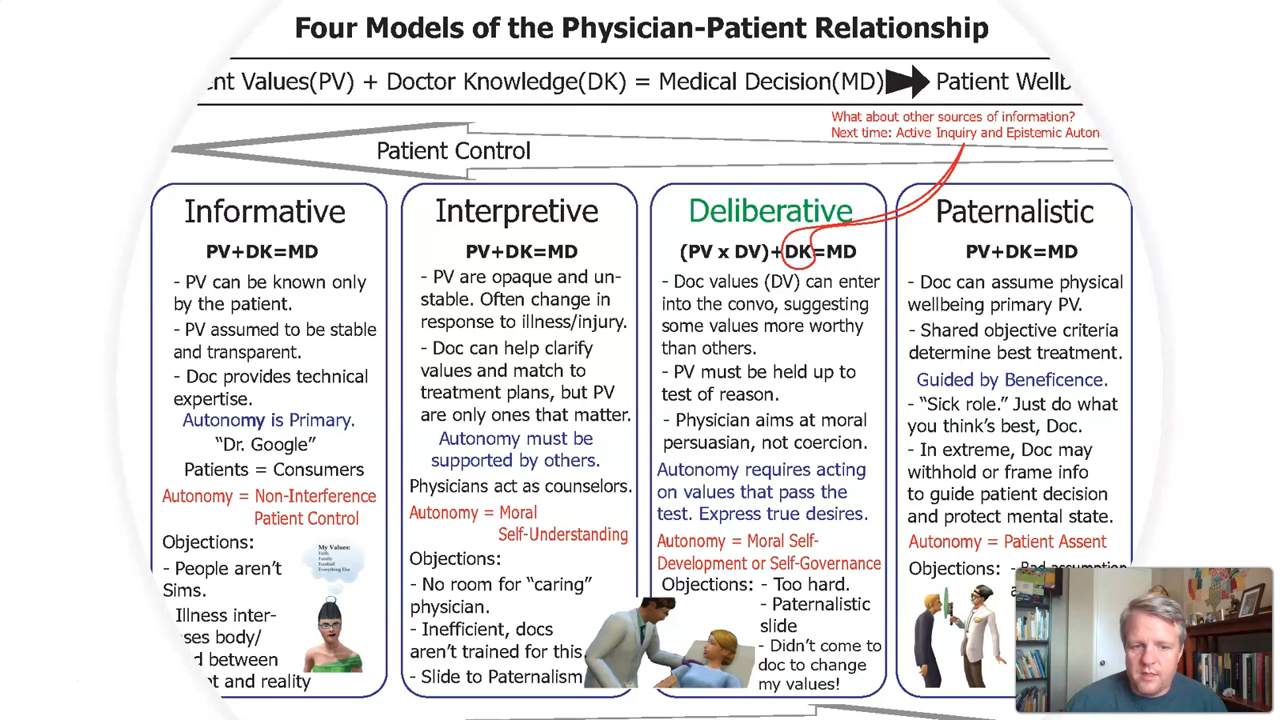 Four Models of the Physician-Patient Relationship
Values(PV) + Doctor Knowledge(DK) = Medical Decision(MD) Patient
What about other sources of information?
Next time: Active Inquiry and Epistemic
Patient Control
Informative
PV+DK=MD
- PV can be known only
by the patient.
- PV assumed to be stable
and transparent.
- Doc provides technical
expertise.
Autonomy is Primary.
"Dr. Google"
Patients = Consumers
Autonomy = Non-Interference
Patient Control
Objections:
- People aren't
Sims.
Illness inter-
body/
between
and reality
My Values:
Faith
Family
Football
Everything Else
Interpretive
PV+DK=MD
- PV are opaque and un-
stable. Often change in
response to illness/injury.
- Doc can help clarify
values and match to
treatment plans, but PV
are only ones that matter.
Autonomy must be
supported by others.
Physicians act as counselors.
Autonomy = Moral
Self-Understanding
Objections:
- No room for "caring"
physician.
- Inefficient, docs
aren't trained for this.
- Slide to Paternalism
Deliberative
(PV x DV)+DK=MD
- Doc values (DV) can enter
into the convo, suggesting
some values more worthy
than others.
- PV must be held up to
test of reason.
- Physician aims at moral
persuasian, not coercion.
Autonomy requires acting
on values that pass the
test. Express true desires.
Autonomy = Moral Self-
Development or Self-Governance
Objections: - Too hard.
- Paternalistic
slide
- Didn't come to
doc to change
my values!
Paternalistic
PV+DK=MD
- Doc can assume physical
wellbeing primary PV.
- Shared objective criteria
determine best treatment.
Guided by Beneficence.
- "Sick role." Just do what
you think's best, Doc.
- In extreme, Doc may
withhold or frame info
to guide patient decision
and protect mental state.
Autonomy = Patient Assent
Objections: